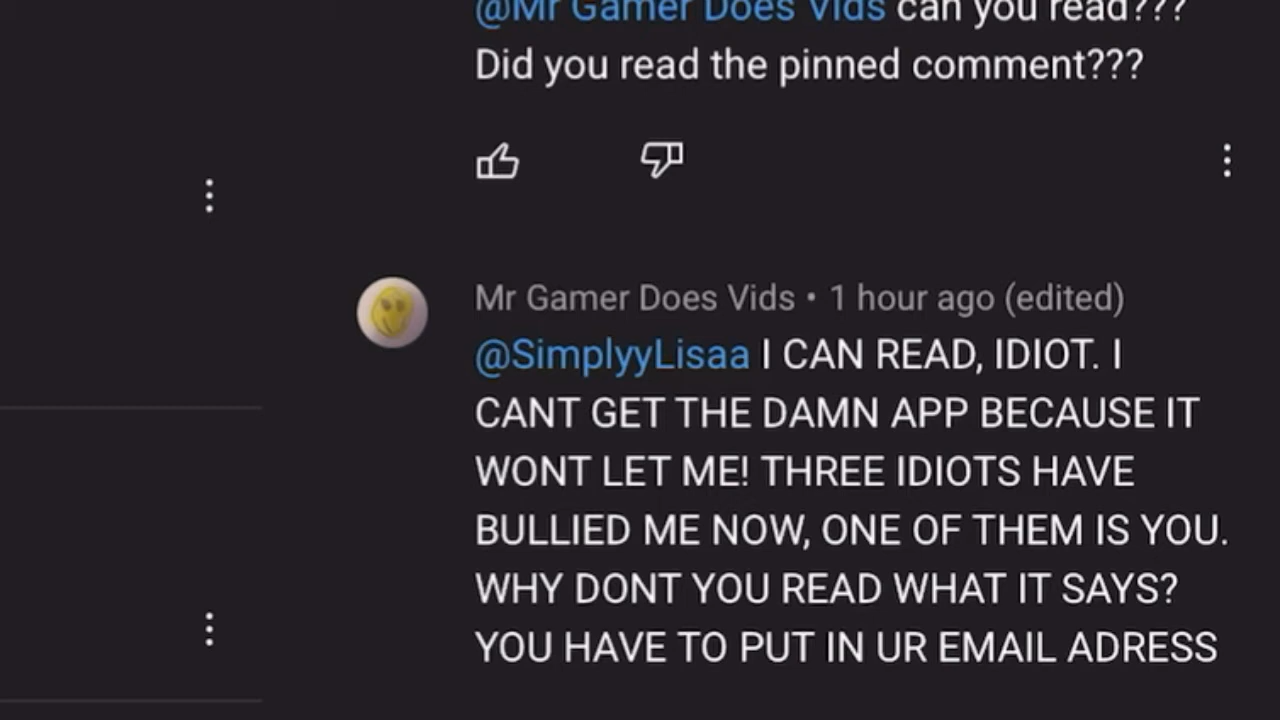 @Mr Gamer Does Vids can you read???
Did you read the pinned comment???
Mr Gamer Does Vids • 1 hour ago (edited)
@SimplyyLisaa I CAN READ, IDIOT. I
CANT GET THE DAMN APP BECAUSE IT
WONT LET ME! THREE IDIOTS HAVE
BULLIED ME NOW, ONE OF THEM IS YOU.
WHY DONT YOU READ WHAT IT SAYS?
YOU HAVE TO PUT IN UR EMAIL ADRESS